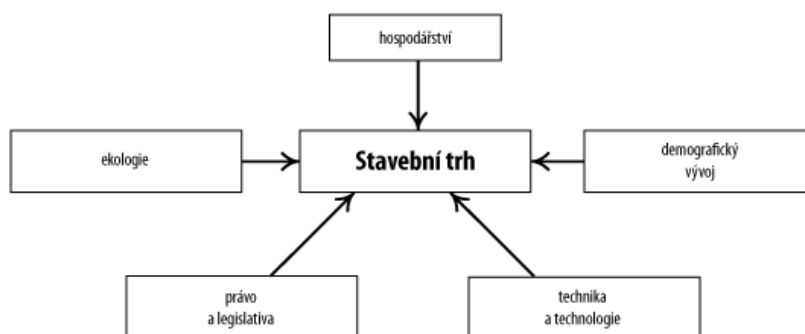 hospodářství
ekologie
Stavební trh
demografický
vývoj
právo
a legislativa
technika
a technologie